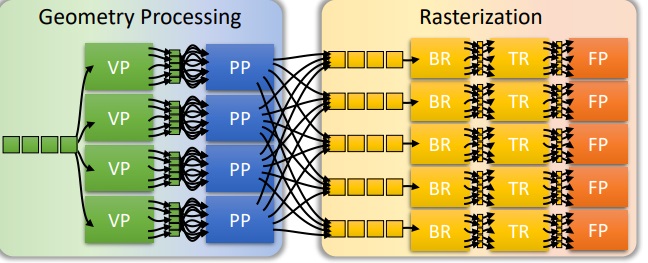 Geometry Processing
Rasterization
VP
PP
BR
TR
FP
VP
PP
BR
TR
FP
VP
PP
BR
TR
FP
VP
PP
BR
TR
FP
BR
TR
FP